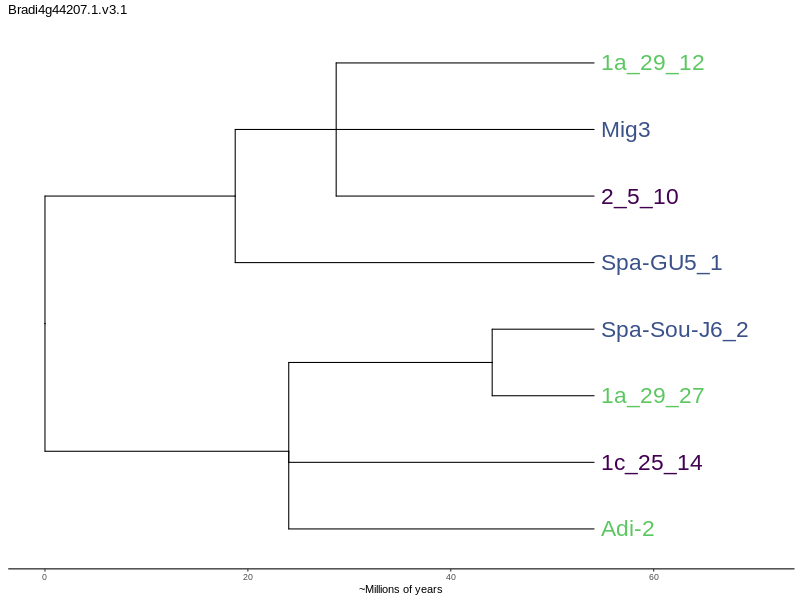 Bradi4g44207.1.v3.1
1a_29_12
Mig3
2_5_10
Spa-GU5_1
Spa-Sou-J6_2
1a_29_27
1c_25_14
Adi-2
0 20 40 60
~Millions of years